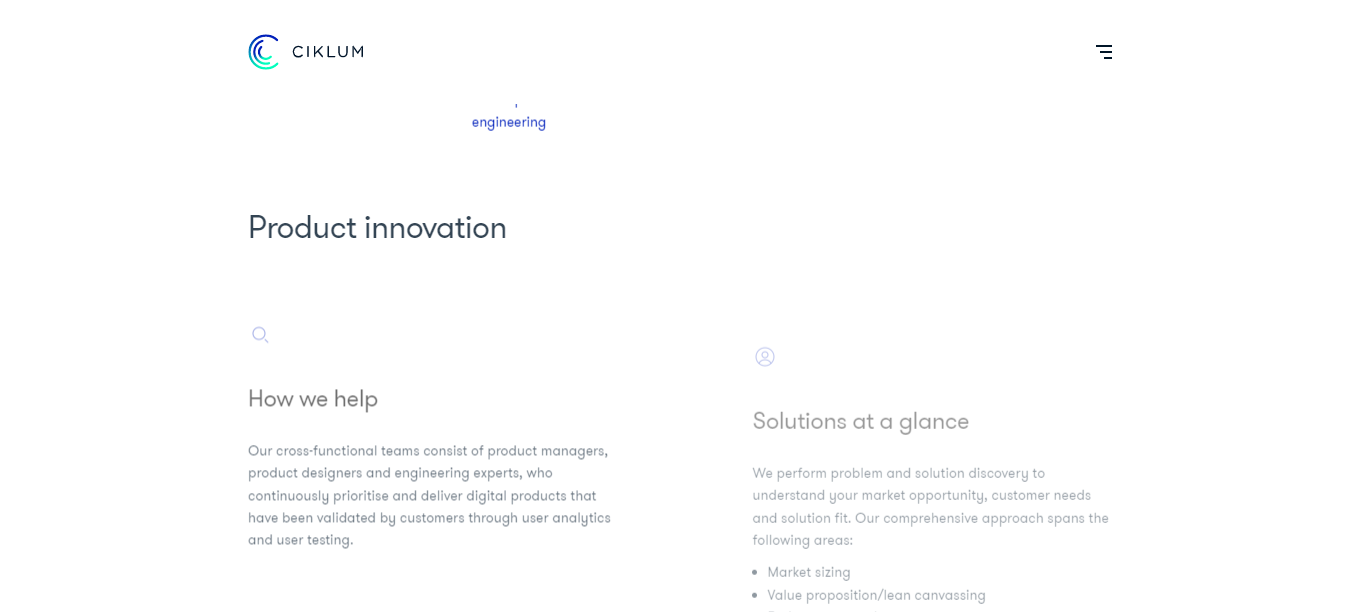 CIKLUM
engineering
Product innovation
How we help
Our cross-functional teams consist of product managers,
product designers and engineering experts, who
continuously prioritise and deliver digital products that
have been validated by customers through user analytics
and user testing.
Solutions at a glance
We perform problem and solution discovery to
understand your market opportunity, customer needs
and solution fit. Our comprehensive approach spans the
following areas:
• Market sizing
• Value proposition/lean canvassing